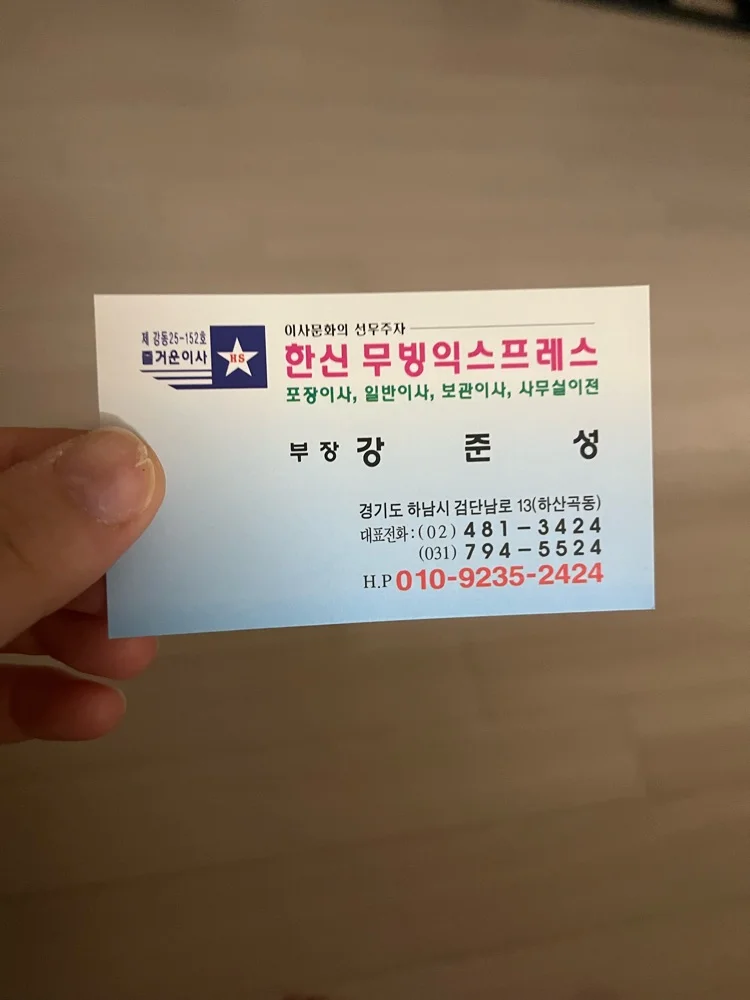 제 강동25-152호
즐거운이사
HS
이사문화의 선두주자
한신 무빙익스프레스
포장이사, 일반이사, 보관이사, 사무실이전
부장 강 준 성
경기도 하남시 검단남로 13(하산곡동)
대표전화:(02) 481-3424
(031) 794-5524
H.P 010-9235-2424